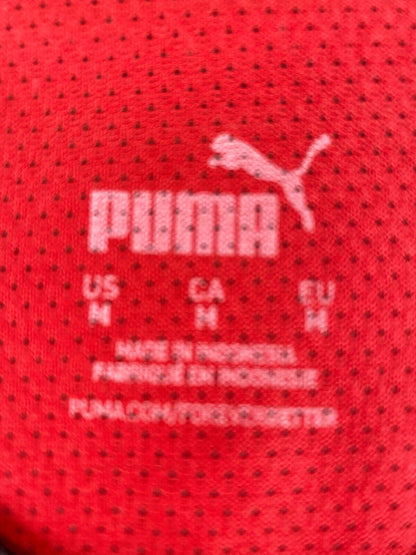 PUMA
US CA EU
M M M
MADE IN INDONESIA
FABRIQUÉ EN INDONÉSIE
PUMA.COM/FOREVERBETTER